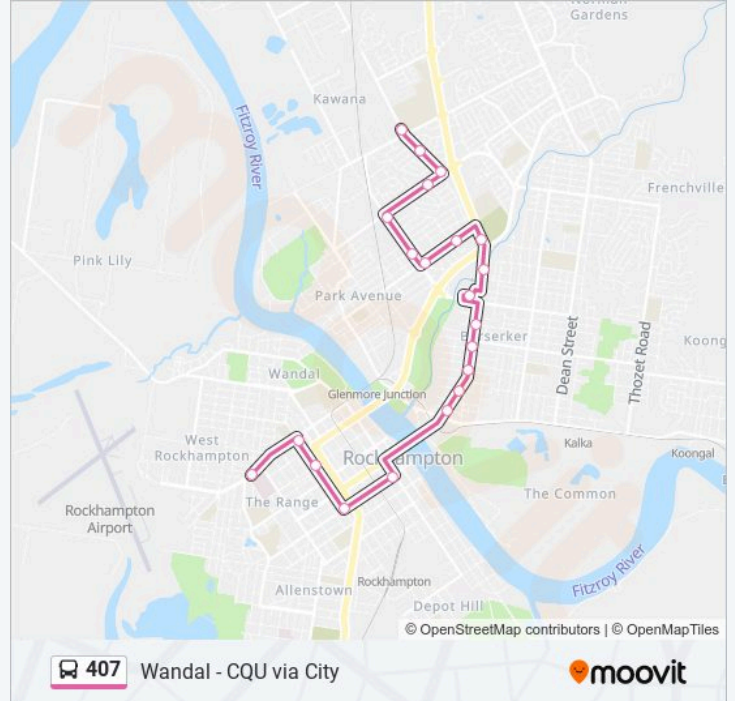 Norman
Gardens
Kawana
Fitzroy River
Frenchville
Pink Lily
Park Avenue
Berserker
Dean Street
Thozet Road
Koong
Wandal
Glenmore Junction
West
Rockhampton
Rockhampton
Kalka
Koongal
The Range
The Common
Rockhampton
Airport
Fitzroy River
Allenstown
Rockhampton
Depot Hill
© OpenStreetMap contributors | © OpenMapTiles
407 Wandal - CQU via City
moovit